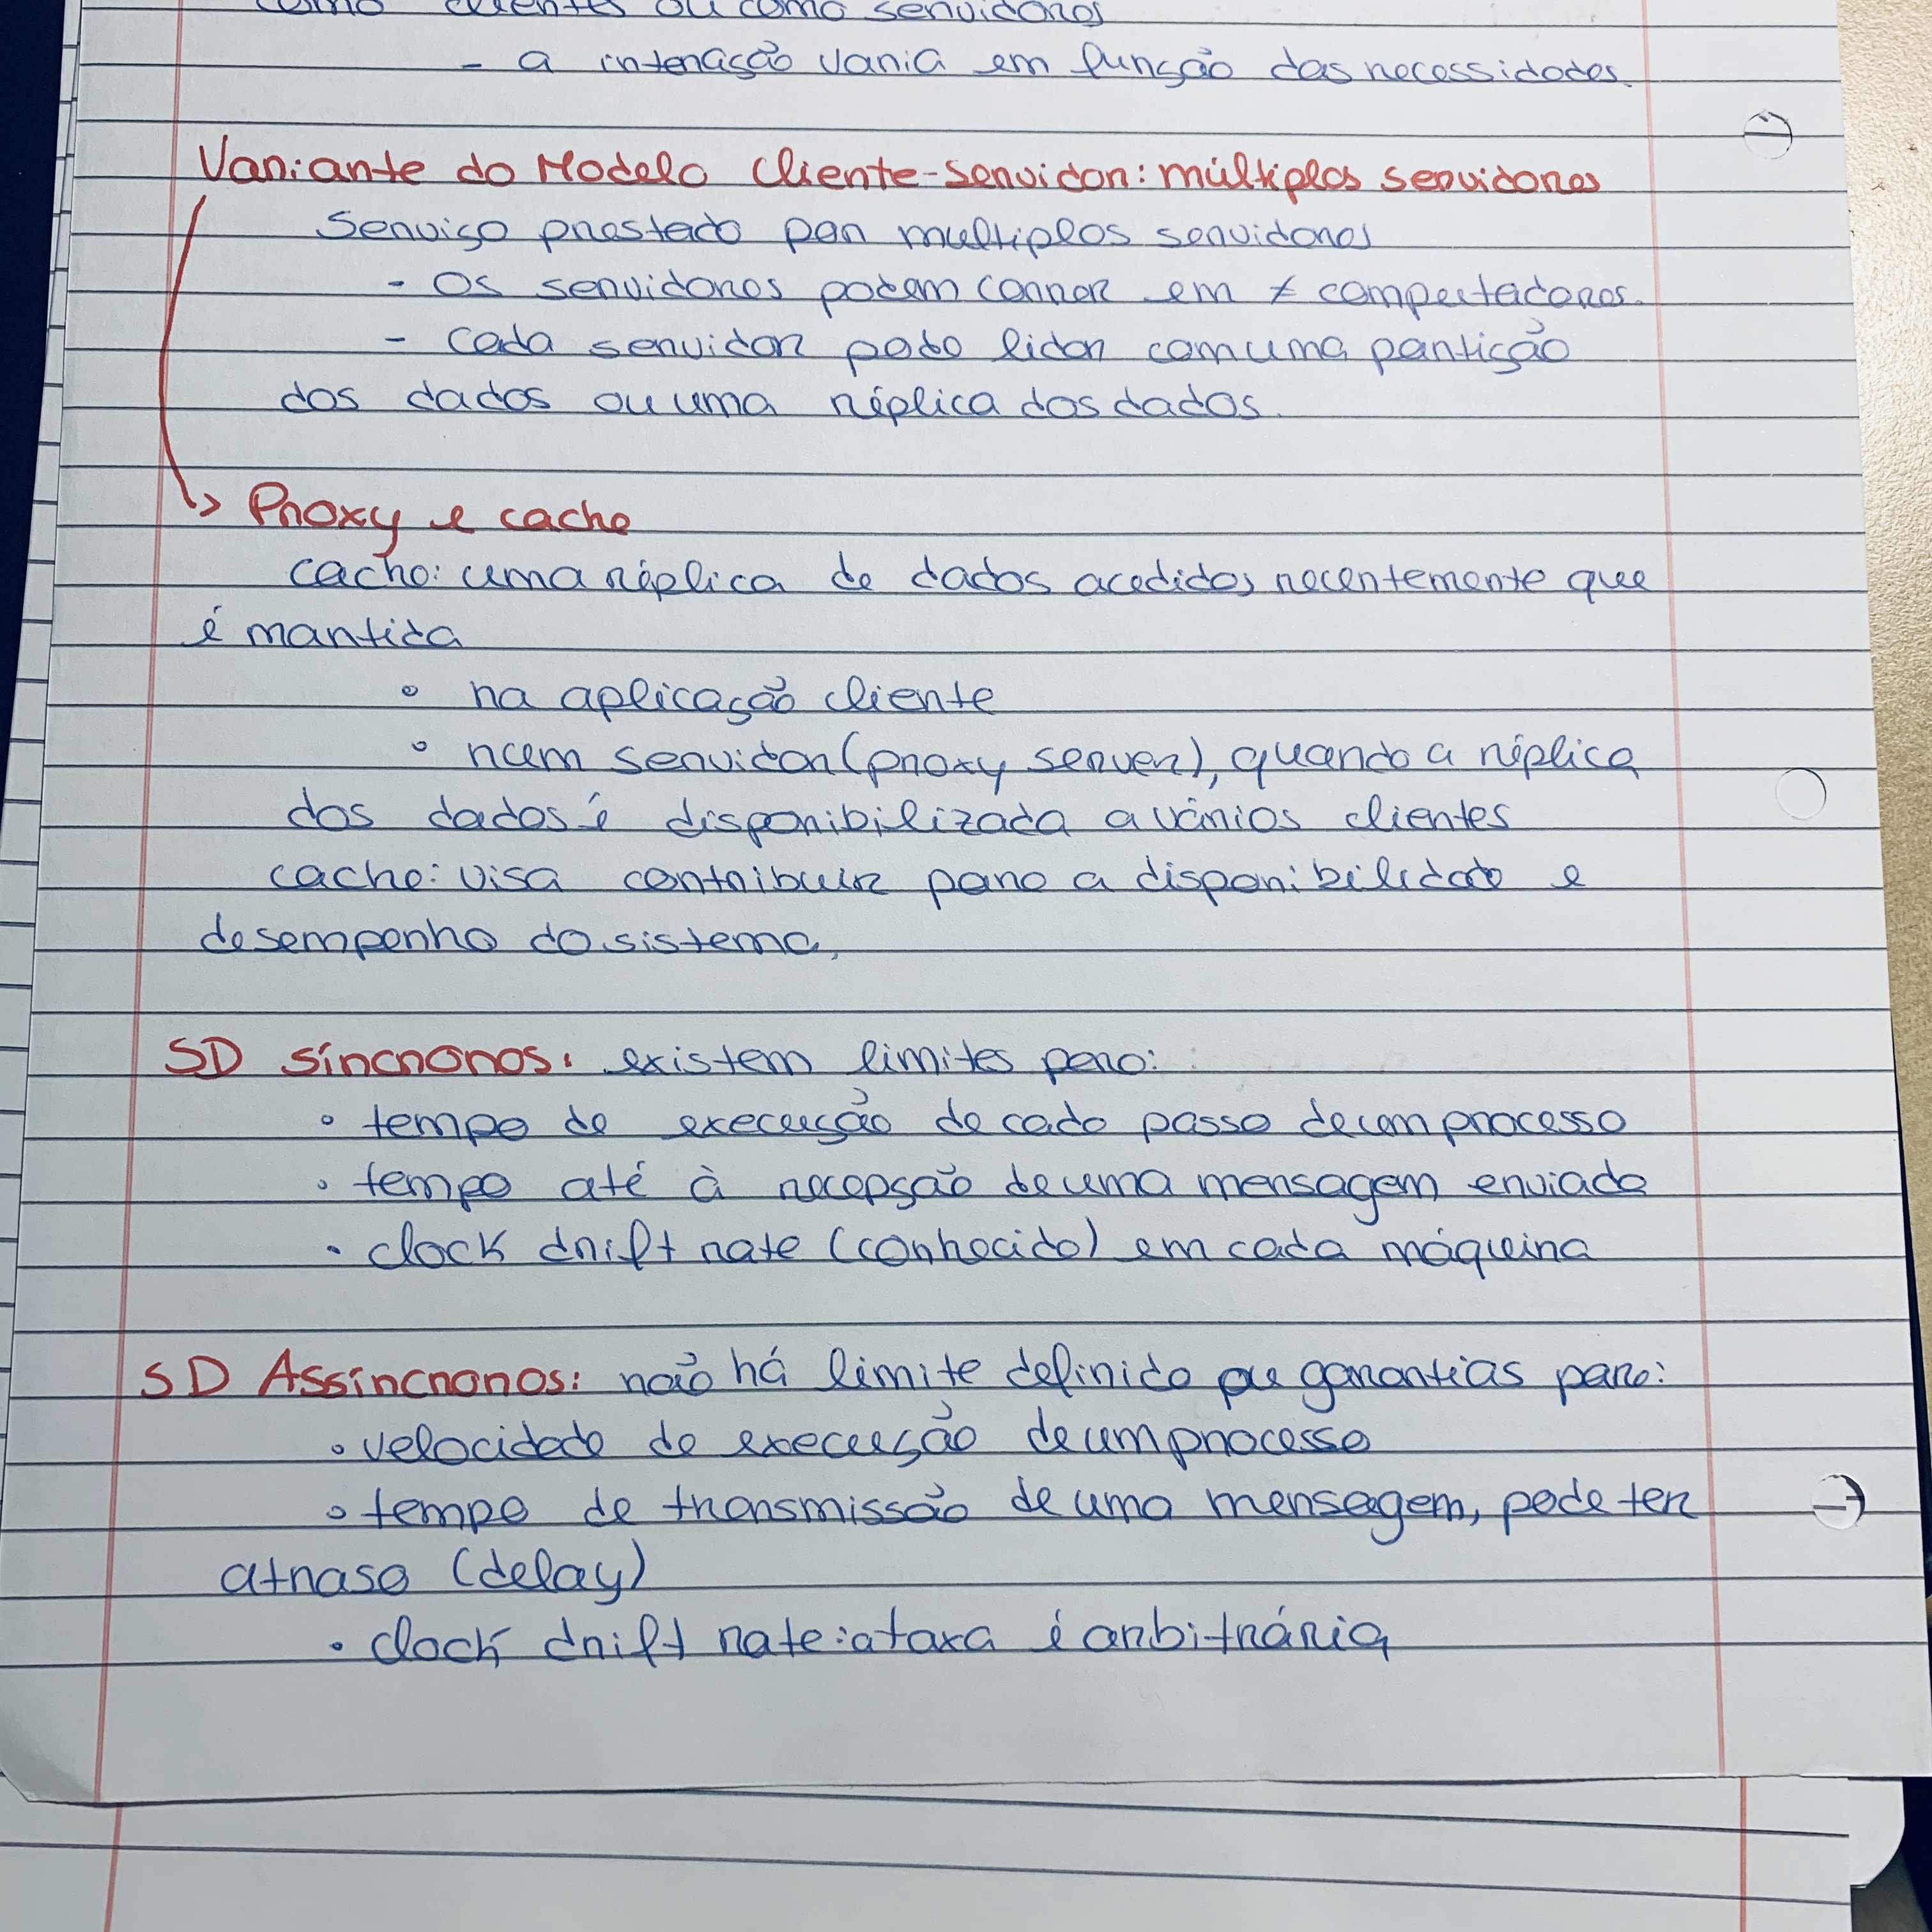 como clientes ou como servidores
- a interação varia em função das necessidades.
Variante do Modelo Cliente-Servidor: múltiplos servidores
Serviço prestado por multiplos servidores
- Os servidores podem correr em ≠ computadores.
- Cada servidor pode lidar com uma partição
dos dados ou uma réplica dos dados.
↳ Proxy e cache
cache: uma réplica de dados acedidos recentemente que
é mantida
• na aplicação cliente
• num servidor (proxy server), quando a réplica
dos dados é disponibilizada a vários clientes
cache: visa contribuir para a disponibilidade e
desempenho do sistema,
SD síncronos: existem limites para:
• tempo de execução de cada passo de um processo
• tempo até à recepção de uma mensagem enviada
• clock drift rate (conhecido) em cada máquina
SD Assíncronos: não há limite definido ou garantias para:
• velocidade de execução de um processo
• tempo de transmissão de uma mensagem, pode ter
atraso (delay)
• clock drift rate: a taxa é arbitrária